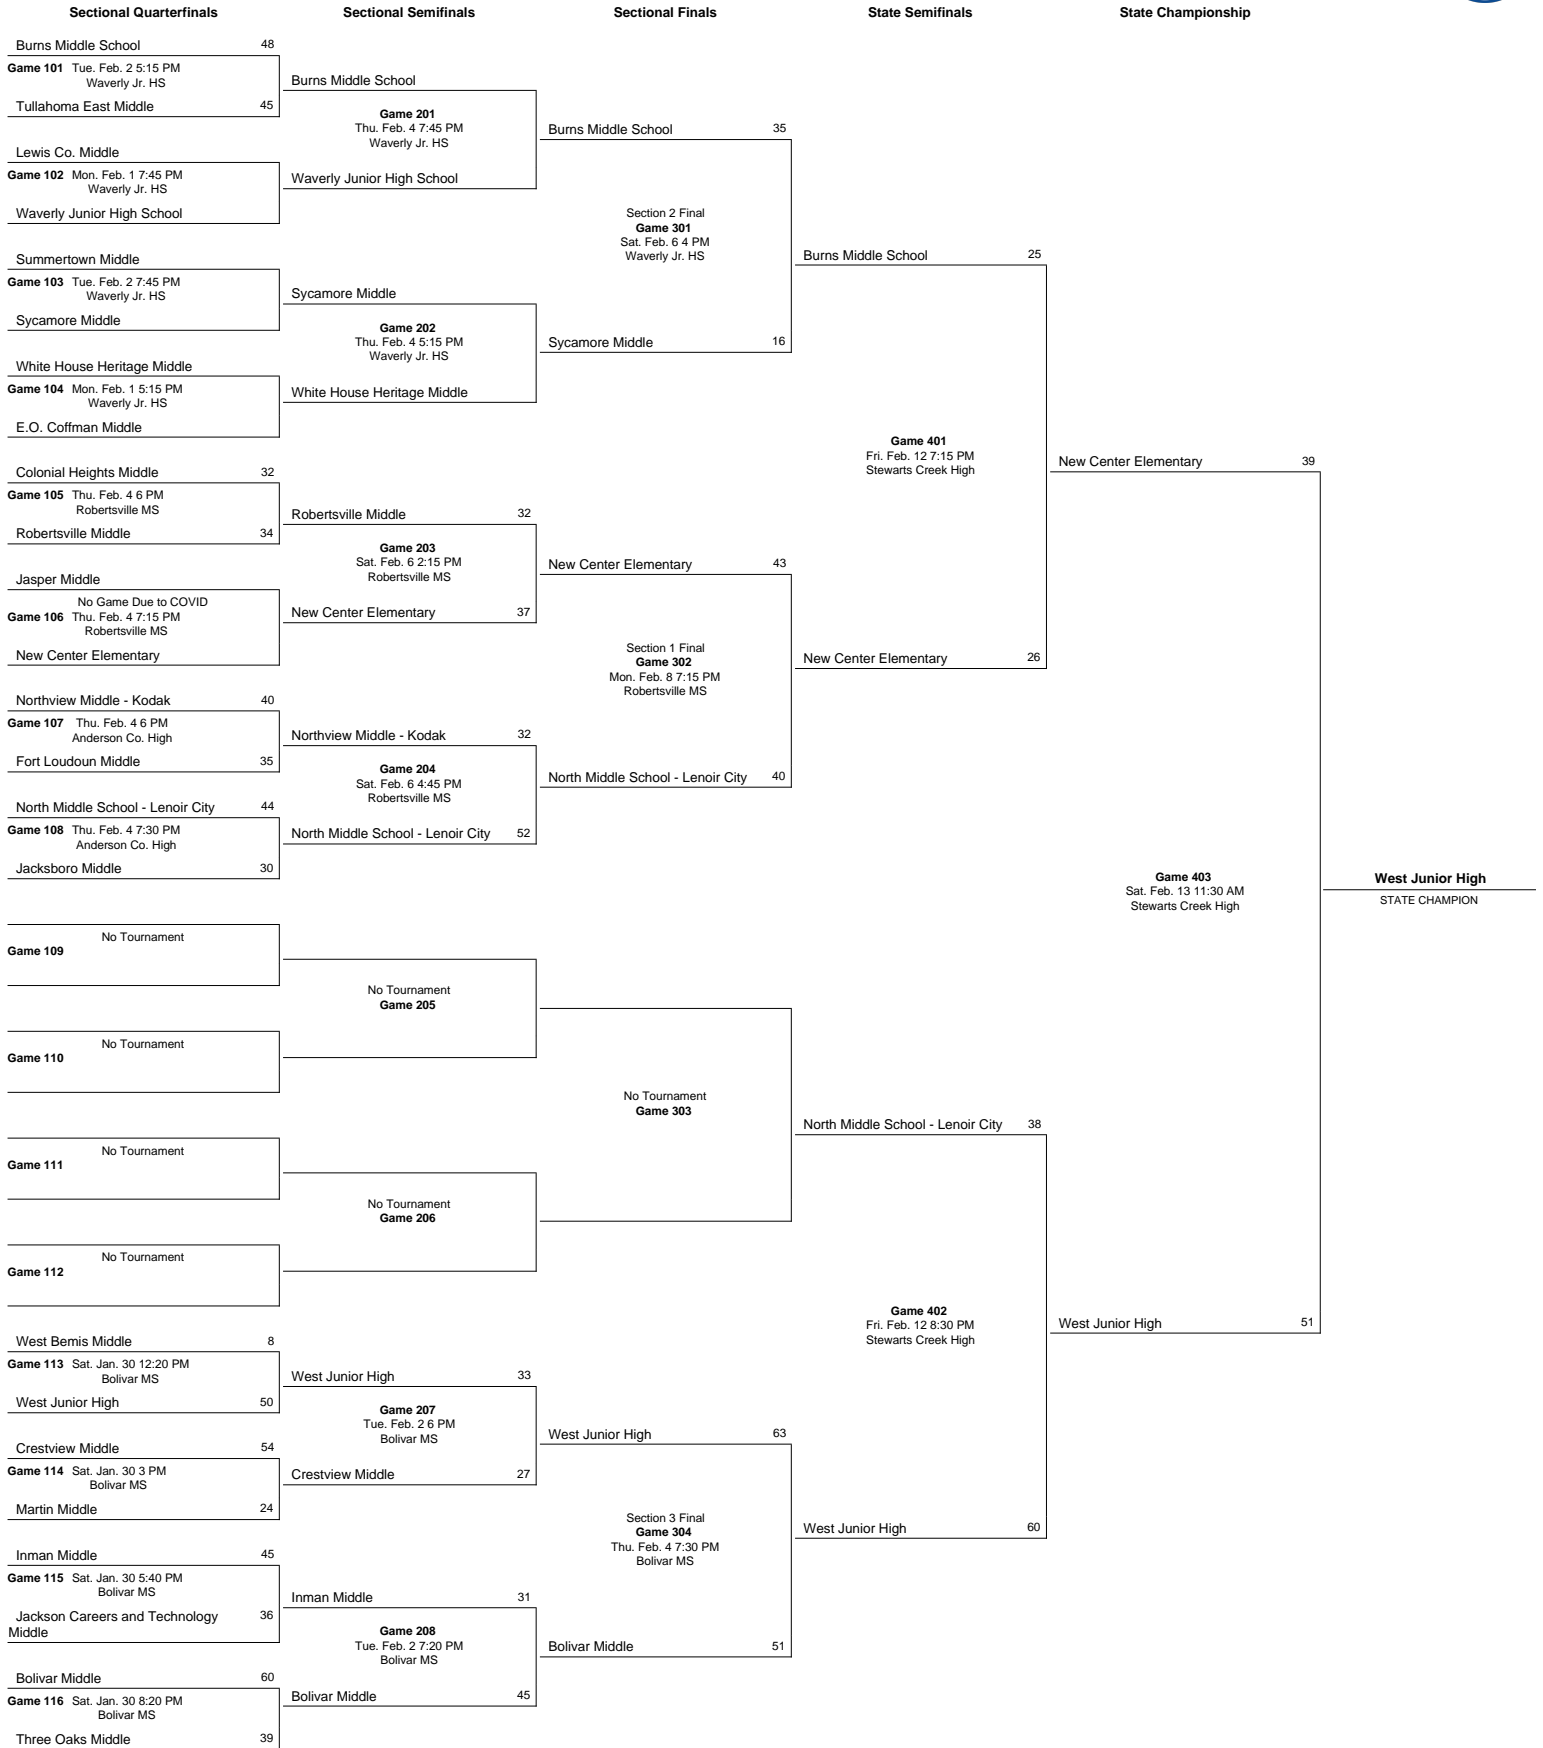 Sectional Quarterfinals
Sectional Semifinals
Sectional Finals
State Semifinals
State Championship
Burns Middle School 48
Game 101 Tue. Feb. 2 5:15 PM
Waverly Jr. HS
Tullahoma East Middle 45
Lewis Co. Middle
Game 102 Mon. Feb. 1 7:45 PM
Waverly Jr. HS
Waverly Junior High School
Summertown Middle
Game 103 Tue. Feb. 2 7:45 PM
Waverly Jr. HS
Sycamore Middle
White House Heritage Middle
Game 104 Mon. Feb. 1 5:15 PM
Waverly Jr. HS
E.O. Coffman Middle
Colonial Heights Middle 32
Game 105 Thu. Feb. 4 6 PM
Robertsville MS
Robertsville Middle 34
Jasper Middle
No Game Due to COVID
Game 106 Thu. Feb. 4 7:15 PM
Robertsville MS
New Center Elementary
Northview Middle - Kodak 40
Game 107 Thu. Feb. 4 6 PM
Anderson Co. High
Fort Loudoun Middle 35
North Middle School - Lenoir City 44
Game 108 Thu. Feb. 4 7:30 PM
Anderson Co. High
Jacksboro Middle 30
No Tournament
Game 109
No Tournament
Game 110
No Tournament
Game 111
No Tournament
Game 112
West Bemis Middle 8
Game 113 Sat. Jan. 30 12:20 PM
Bolivar MS
West Junior High 50
Crestview Middle 54
Game 114 Sat. Jan. 30 3 PM
Bolivar MS
Martin Middle 24
Inman Middle 45
Game 115 Sat. Jan. 30 5:40 PM
Bolivar MS
Jackson Careers and Technology 36
Middle
Bolivar Middle 60
Game 116 Sat. Jan. 30 8:20 PM
Bolivar MS
Three Oaks Middle 39
Burns Middle School
Game 201
Thu. Feb. 4 7:45 PM
Waverly Jr. HS
Waverly Junior High School
Sycamore Middle
Game 202
Thu. Feb. 4 5:15 PM
Waverly Jr. HS
White House Heritage Middle
Robertsville Middle 32
Game 203
Sat. Feb. 6 2:15 PM
Robertsville MS
New Center Elementary 37
Northview Middle - Kodak 32
Game 204
Sat. Feb. 6 4:45 PM
Robertsville MS
North Middle School - Lenoir City 52
No Tournament
Game 205
No Tournament
Game 206
West Junior High 33
Game 207
Tue. Feb. 2 6 PM
Bolivar MS
Crestview Middle 27
Inman Middle 31
Game 208
Tue. Feb. 2 7:20 PM
Bolivar MS
Bolivar Middle 45
Burns Middle School 35
Section 2 Final
Game 301
Sat. Feb. 6 4 PM
Waverly Jr. HS
Sycamore Middle 16
New Center Elementary 43
Section 1 Final
Game 302
Mon. Feb. 8 7:15 PM
Robertsville MS
North Middle School - Lenoir City 40
No Tournament
Game 303
West Junior High 63
Section 3 Final
Game 304
Thu. Feb. 4 7:30 PM
Bolivar MS
Bolivar Middle 51
Burns Middle School 25
Game 401
Fri. Feb. 12 7:15 PM
Stewarts Creek High
New Center Elementary 26
North Middle School - Lenoir City 38
Game 402
Fri. Feb. 12 8:30 PM
Stewarts Creek High
West Junior High 60
New Center Elementary 39
Game 403
Sat. Feb. 13 11:30 AM
Stewarts Creek High
West Junior High 51
West Junior High
STATE CHAMPION